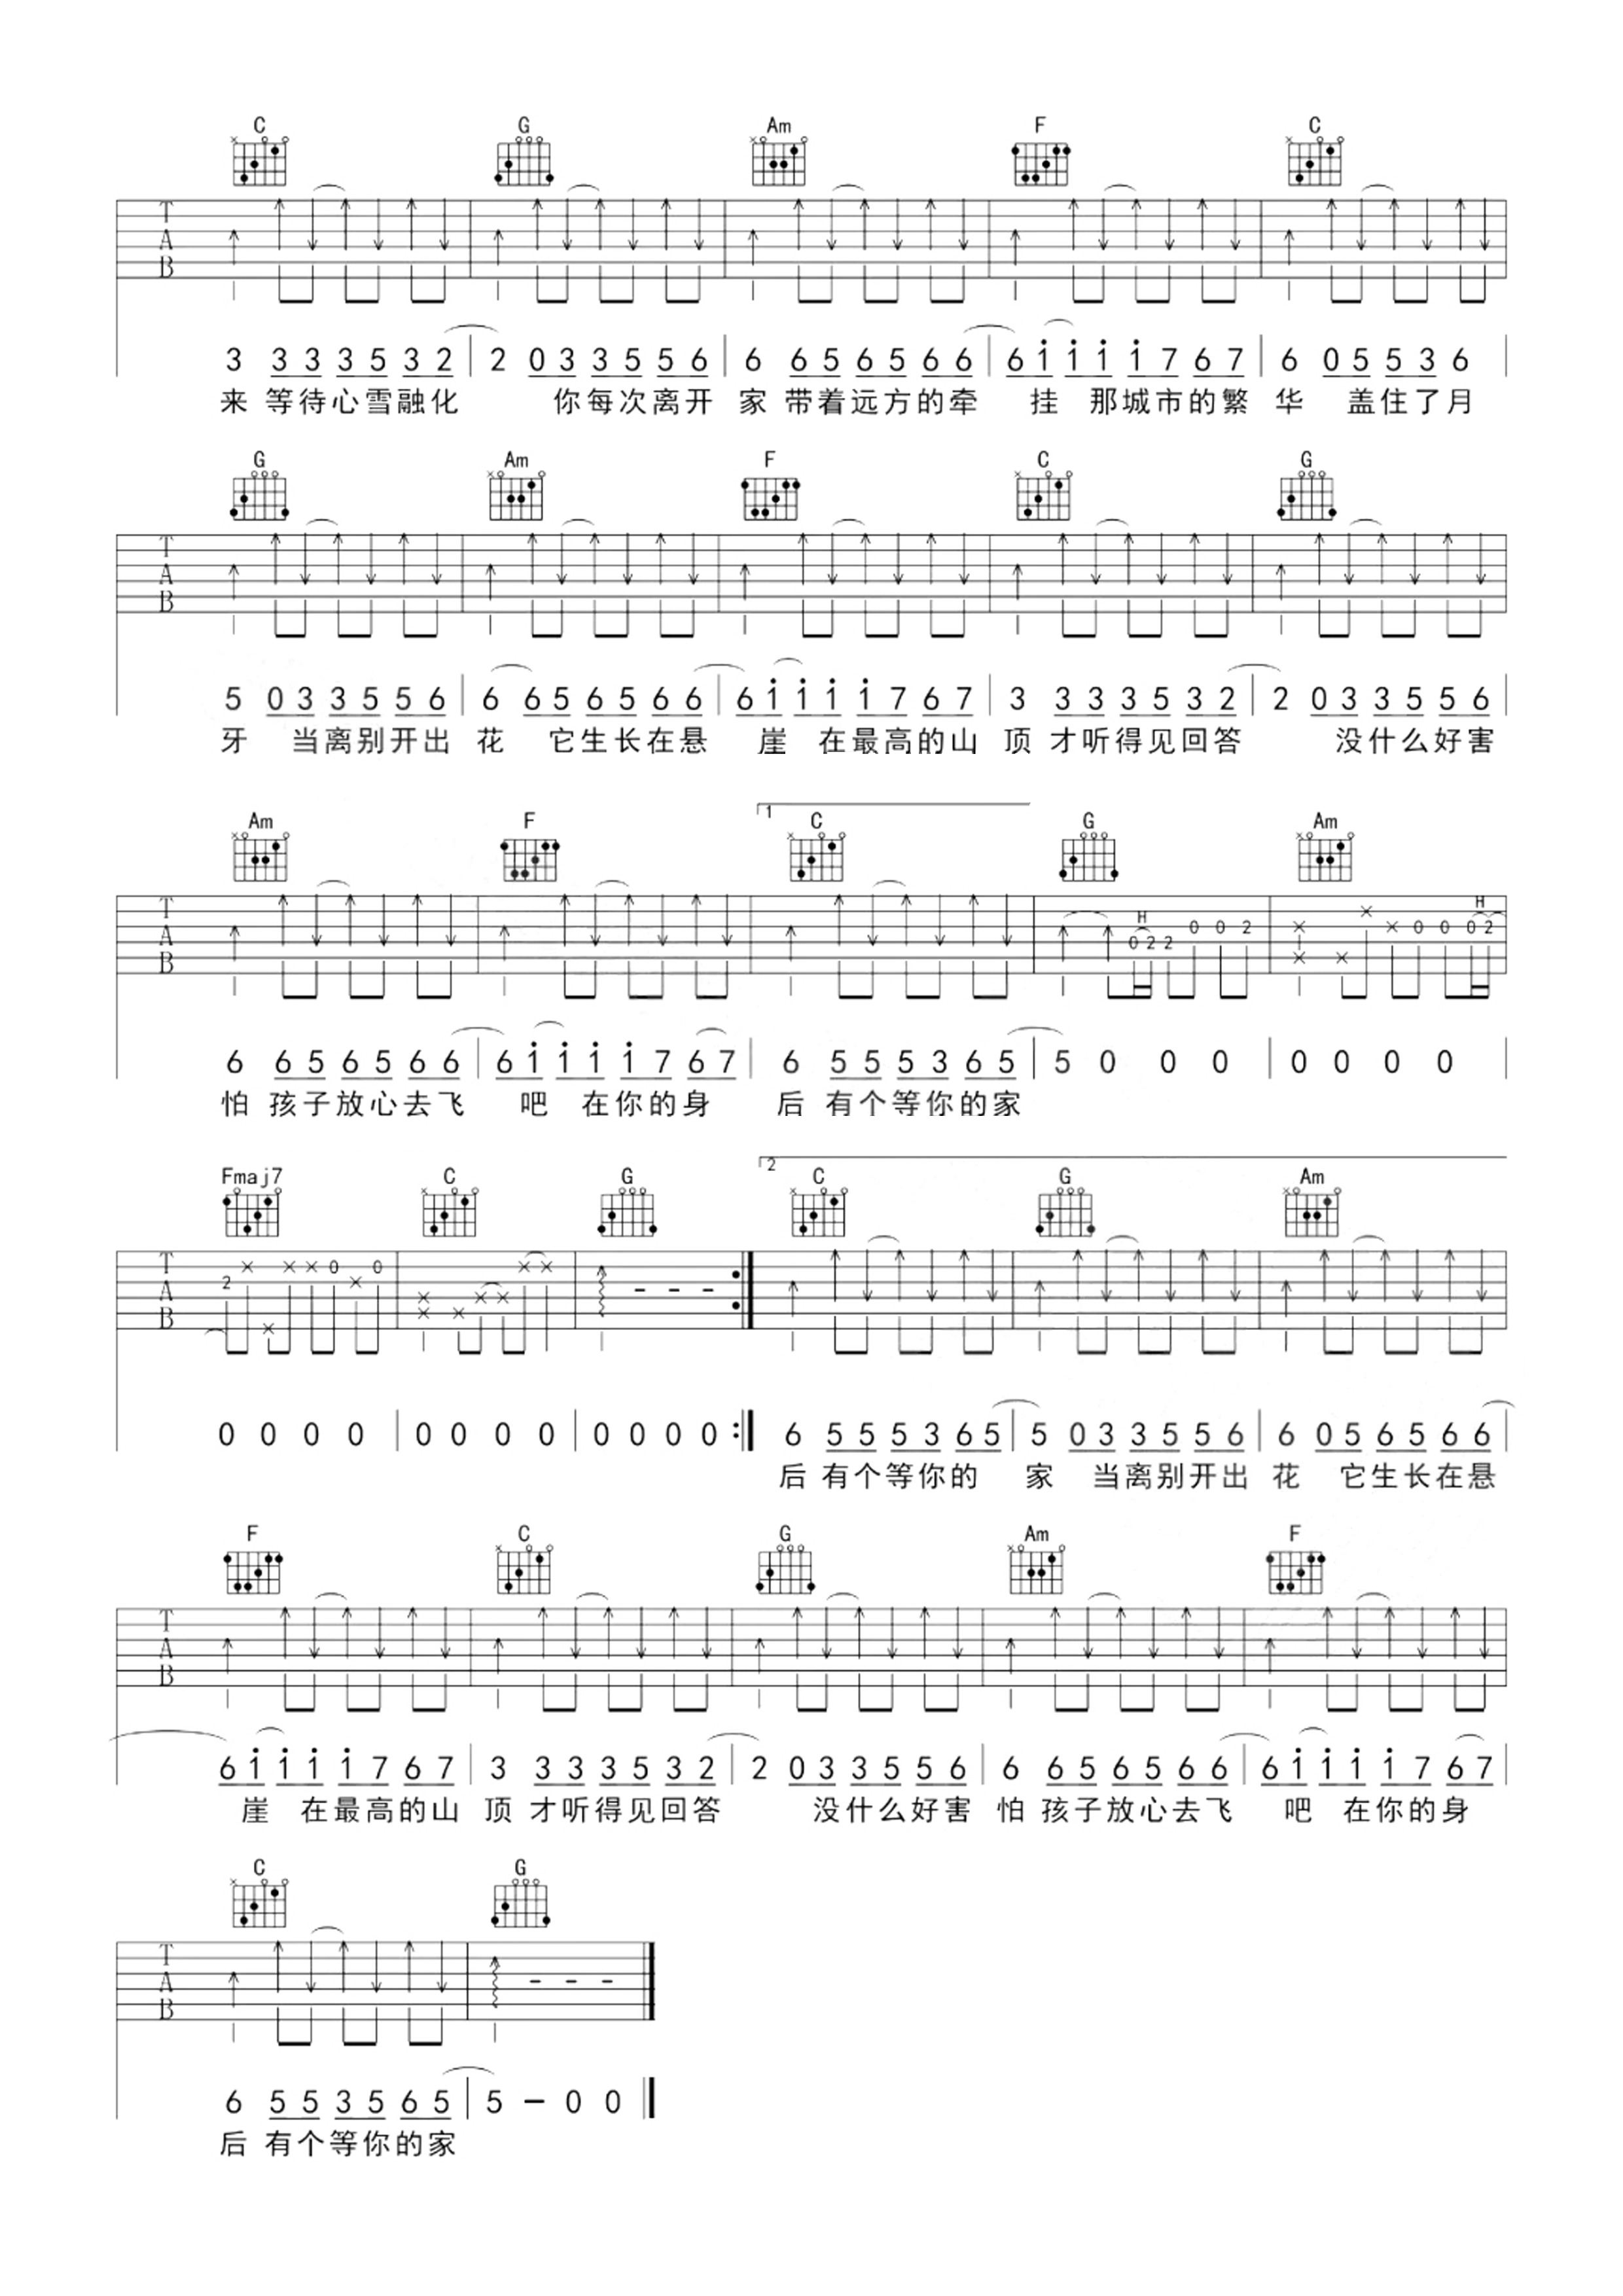 C G Am F C
T
A
B
3 3 3 3 5 3 2 | 2 0 3 3 5 5 6 | 6 6 5 6 5 6 6 | 6 i i i i 7 6 7 | 6 0 5 5 3 6 |
来 等待心雪融化 你每次离开 家 带着远方的牵 挂 那城市的繁 华 盖住了月
G Am F C G
T
A
B
5 0 3 3 5 5 6 | 6 6 5 6 5 6 6 | 6 i i i i 7 6 7 | 3 3 3 3 5 3 2 | 2 0 3 3 5 5 6 |
牙 当离别开出 花 它生长在悬 崖 在最高的山 顶 才听得见回答 没什么好害
1
Am F C G Am
H H
T
A
B
0 2 2 0 0 2 0 0 0 2
6 6 5 6 5 6 6 | 6 i i i i 7 6 7 | 6 5 5 5 3 6 5 | 5 0 0 0 | 0 0 0 0 |
怕 孩子放心去飞 吧 在你的身 后 有个等你的家
2
Fmaj7 C G C G Am
T
A
B
2 0 0 - - -
0 0 0 0 | 0 0 0 0 | 0 0 0 0 :| 6 5 5 5 3 6 5 | 5 0 3 3 5 5 6 | 6 0 5 6 5 6 6 |
后 有个等你的 家 当离别开出 花 它生长在悬
F C G Am F
T
A
B
6 i i i i 7 6 7 | 3 3 3 3 5 3 2 | 2 0 3 3 5 5 6 | 6 6 5 6 5 6 6 | 6 i i i i 7 6 7 |
崖 在最高的山 顶 才听得见回答 没什么好害 怕 孩子放心去飞 吧 在你的身
C G
T
A
B
- - -
6 5 5 3 5 6 5 | 5 - 0 0 |
后 有个等你的家